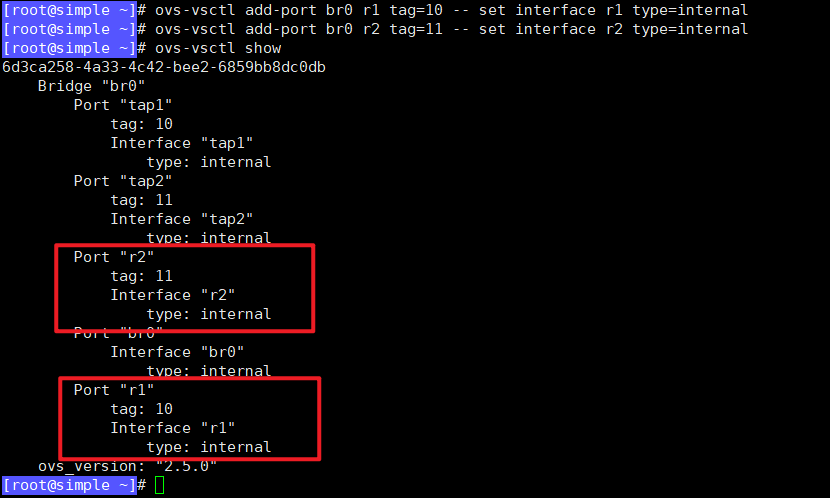 [root@simple ~]# ovs-vsctl add-port br0 r1 tag=10 -- set interface r1 type=internal
[root@simple ~]# ovs-vsctl add-port br0 r2 tag=11 -- set interface r2 type=internal
[root@simple ~]# ovs-vsctl show
6d3ca258-4a33-4c42-bee2-6859bb8dc0db
    Bridge "br0"
        Port "tap1"
            tag: 10
            Interface "tap1"
                type: internal
        Port "tap2"
            tag: 11
            Interface "tap2"
                type: internal
        Port "r2"
            tag: 11
            Interface "r2"
                type: internal
        Port "br0"
            Interface "br0"
                type: internal
        Port "r1"
            tag: 10
            Interface "r1"
                type: internal
    ovs_version: "2.5.0"
[root@simple ~]#